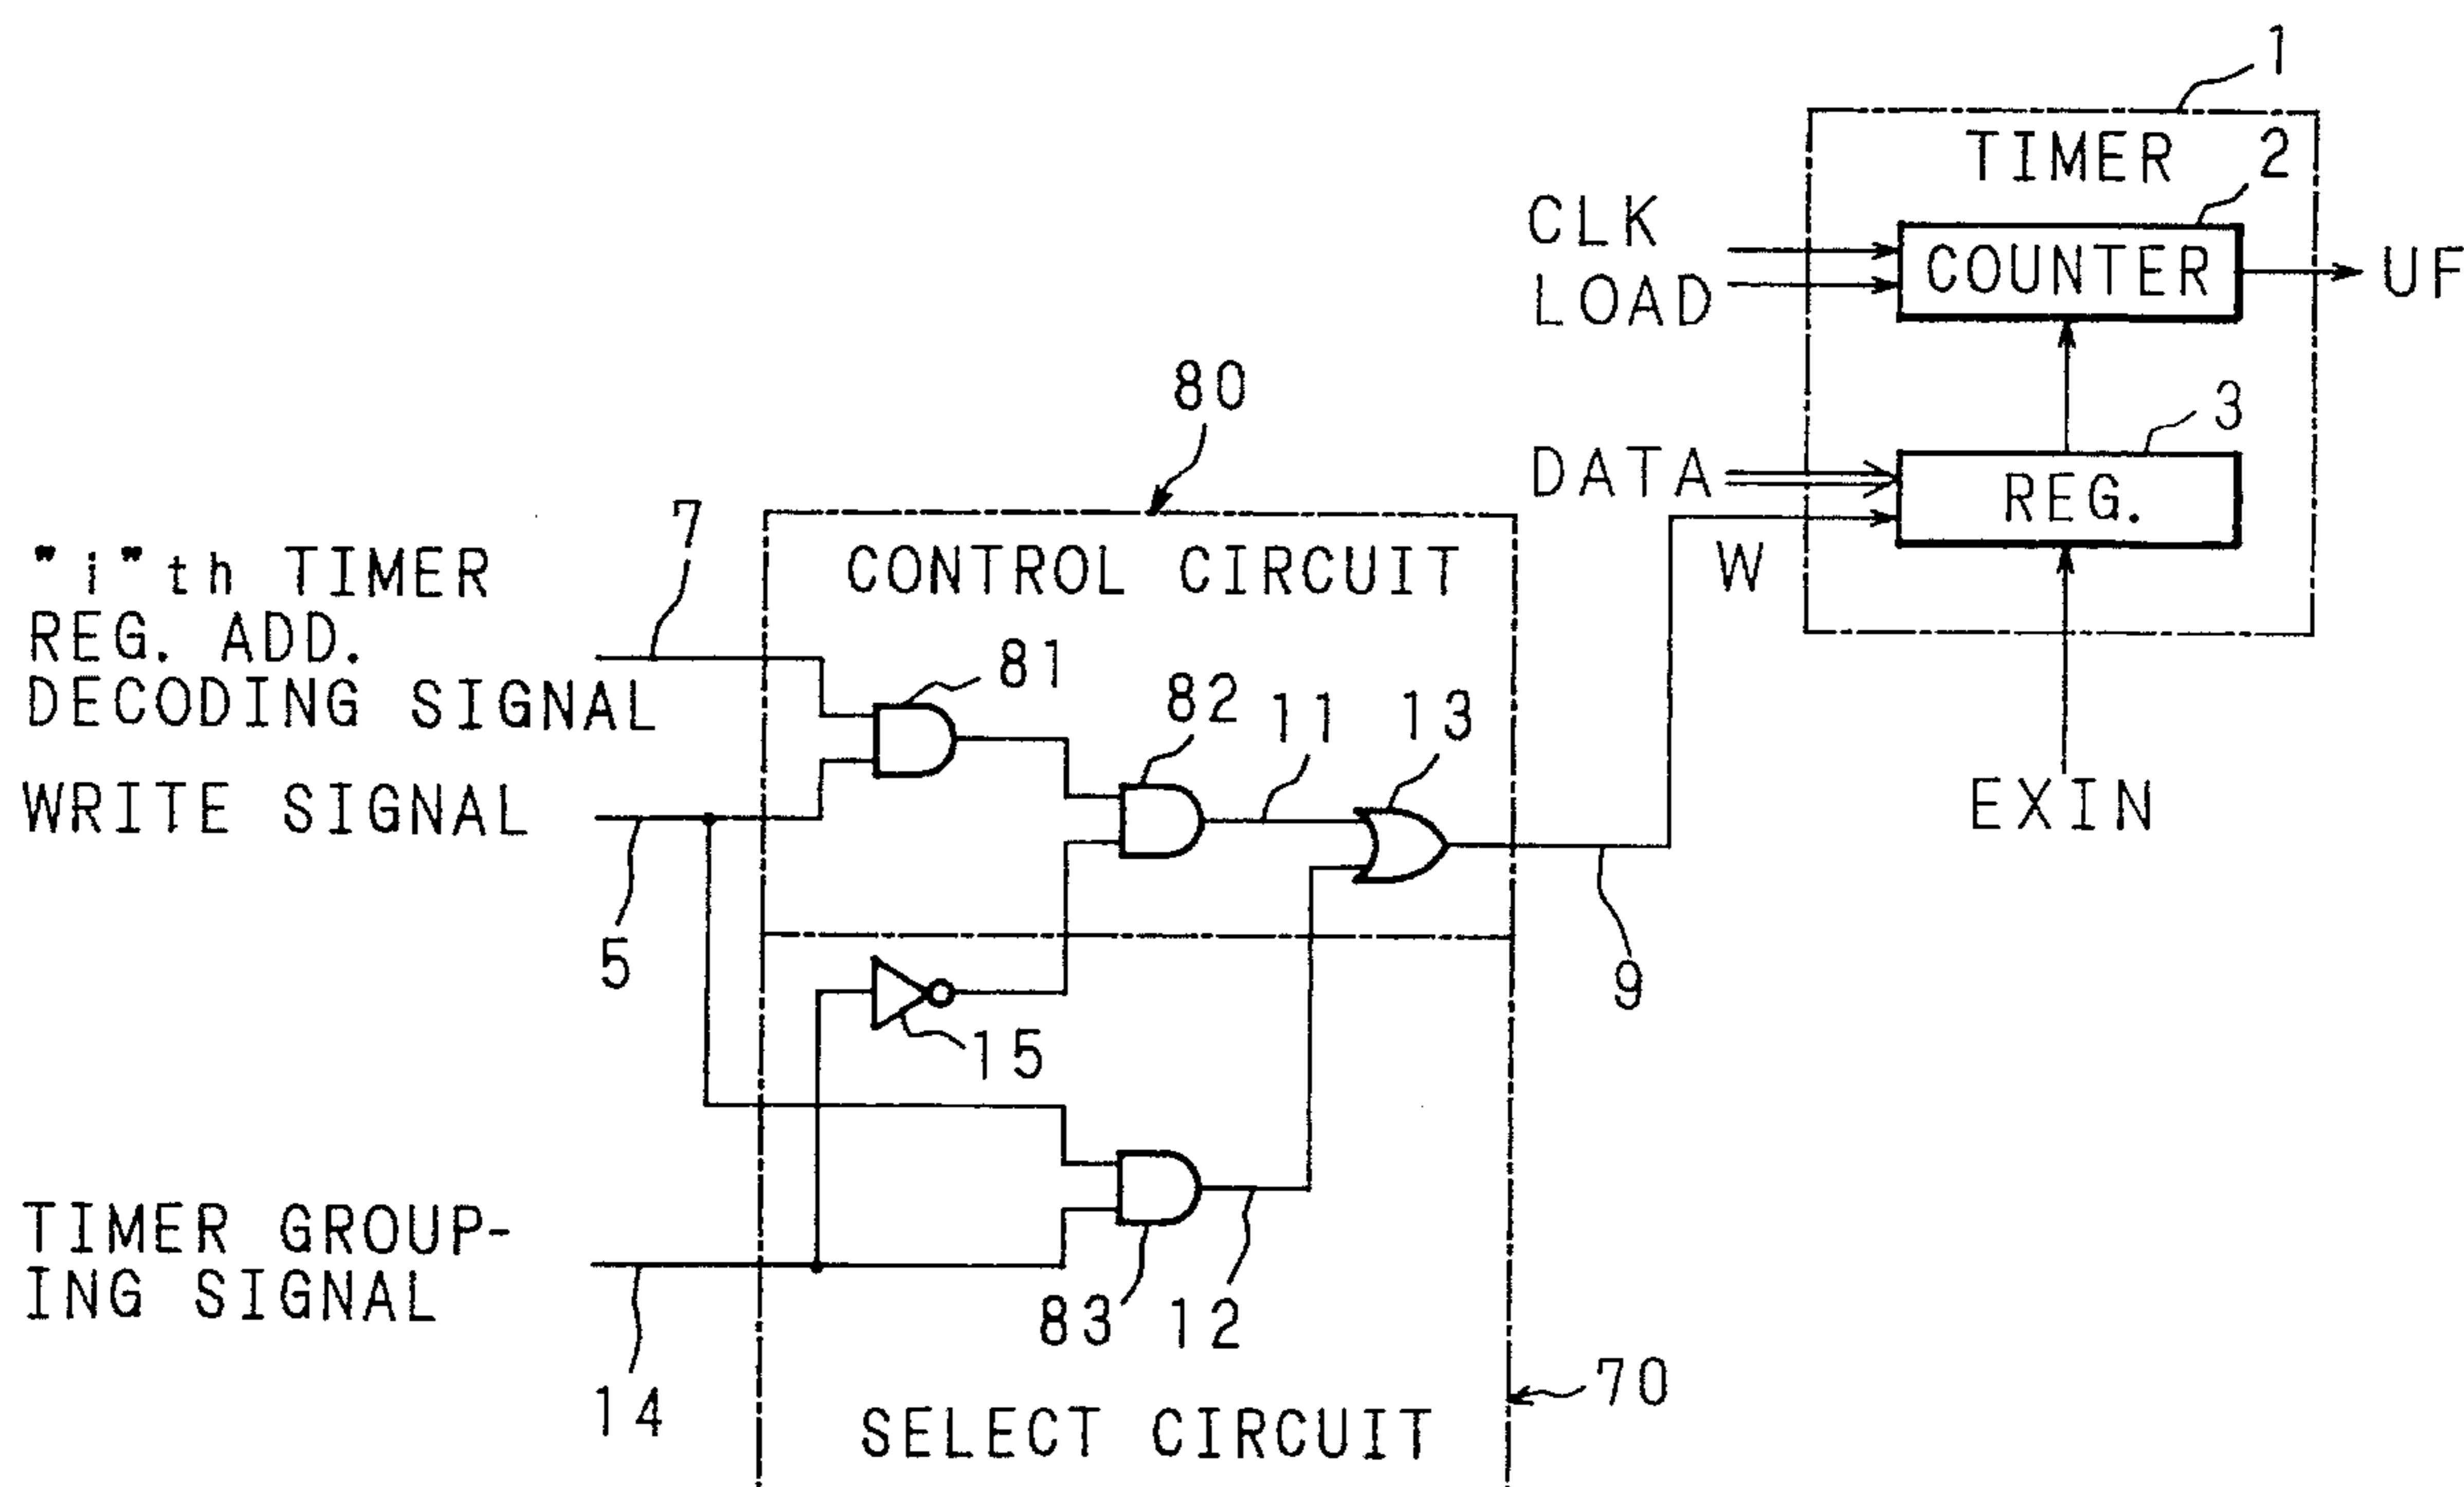 1
TIMER
2
CLK
COUNTER
UF
LOAD
80
3
DATA
REG.
7
W
"i"th TIMER
REG. ADD.
DECODING SIGNAL
CONTROL CIRCUIT
81
82
11
13
WRITE SIGNAL
EXIN
5
9
15
TIMER GROUP-
ING SIGNAL
83
12
14
70
SELECT CIRCUIT